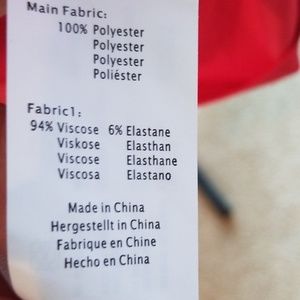 Main Fabric:
100% Polyester
Polyester
Polyester
Poliéster
Fabric1:
94% Viscose 6% Elastane
Viskose Elasthan
Viscose Elasthane
Viscosa Elastano
Made in China
Hergestellt in China
Fabrique en Chine
Hecho en China